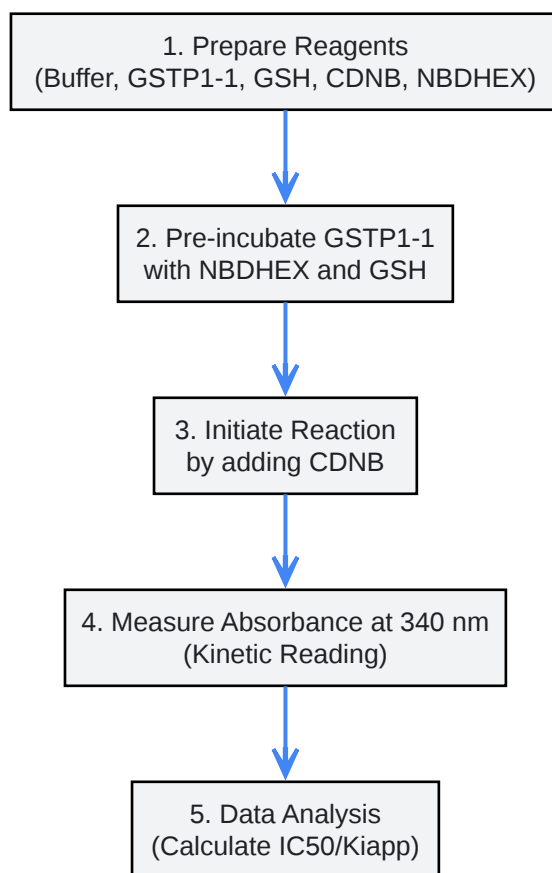 1. Prepare Reagents
(Buffer, GSTP1-1, GSH, CDNB, NBDHEX)
2. Pre-incubate GSTP1-1
with NBDHEX and GSH
3. Initiate Reaction
by adding CDNB
4. Measure Absorbance at 340 nm
(Kinetic Reading)
5. Data Analysis
(Calculate IC50/Kiapp)